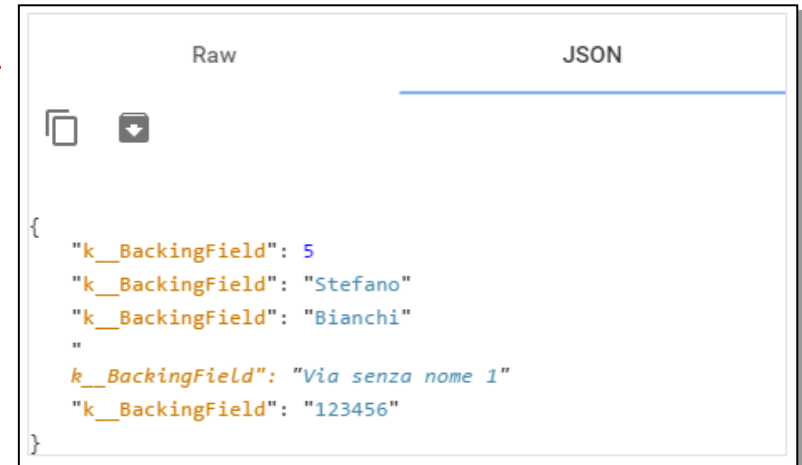 Raw
JSON
{
"k__BackingField": 5
"k__BackingField": "Stefano"
"k__BackingField": "Bianchi"
"
k__BackingField": "Via senza nome 1"
"k__BackingField": "123456"
}